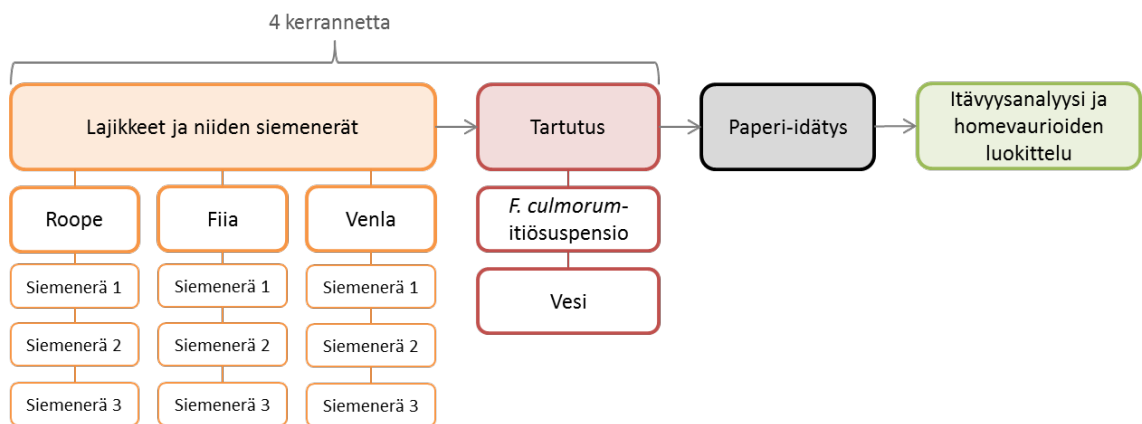 4 kerrannetta
Lajikkeet ja niiden siemenerät
Tartutus
Paperi-idätys
Itävyysanalyysi ja
homevaurioiden
luokittelu
Roope
Fiia
Venla
F. culmorum-
itiösuspensio
Siemenerä 1
Siemenerä 1
Siemenerä 1
Vesi
Siemenerä 2
Siemenerä 2
Siemenerä 2
Siemenerä 3
Siemenerä 3
Siemenerä 3